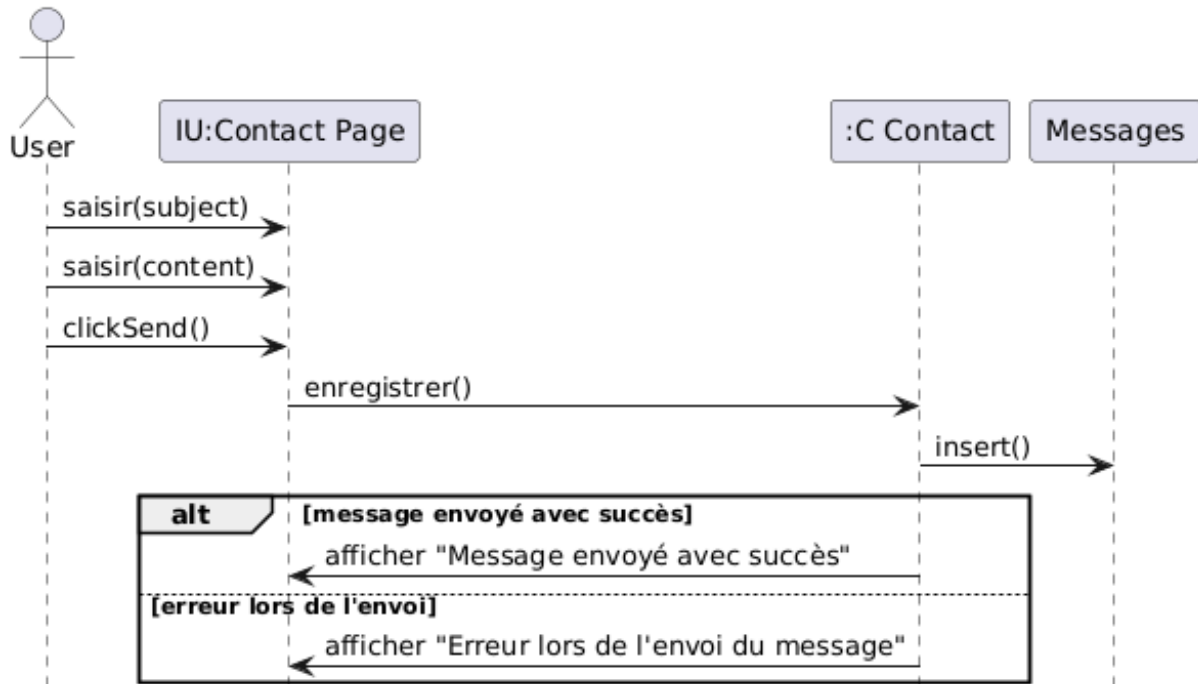 User
IU:Contact Page
:C Contact
Messages
saisir(subject)
saisir(content)
clickSend()
enregistrer()
insert()
alt
[message envoyé avec succès]
afficher "Message envoyé avec succès"
[erreur lors de l'envoi]
afficher "Erreur lors de l'envoi du message"